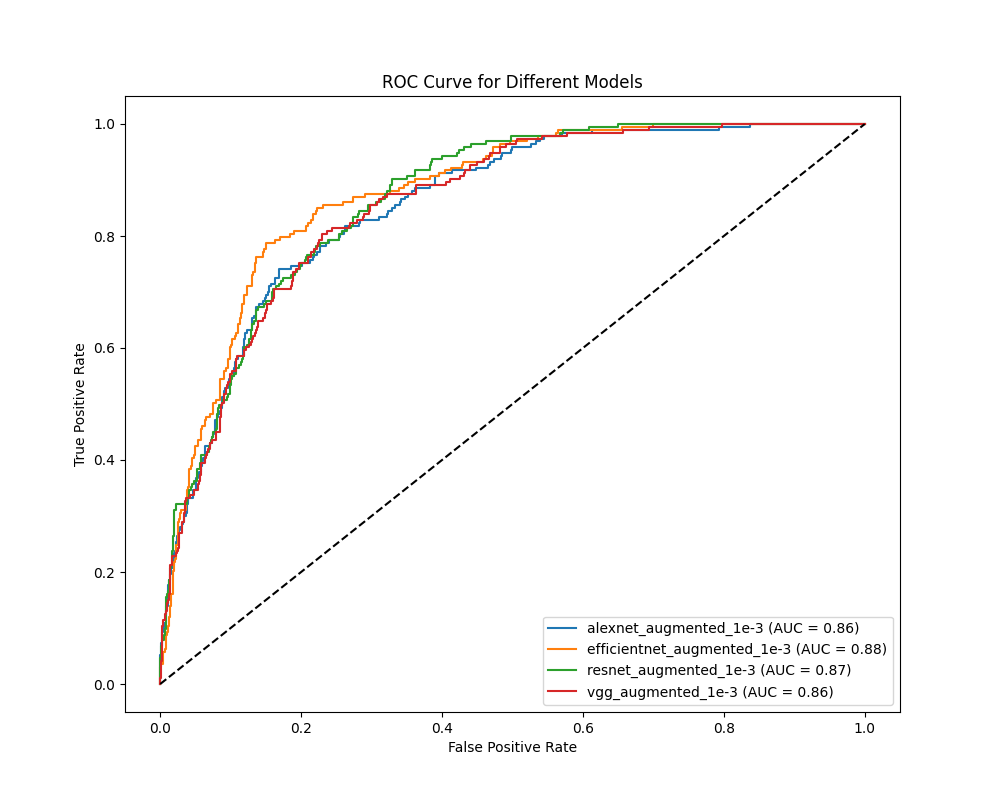 ROC Curve for Different Models
True Positive Rate
1.0
0.8
0.6
0.4
0.2
0.0
0.0 0.2 0.4 0.6 0.8 1.0
False Positive Rate
alexnet_augmented_1e-3 (AUC = 0.86)
efficientnet_augmented_1e-3 (AUC = 0.88)
resnet_augmented_1e-3 (AUC = 0.87)
vgg_augmented_1e-3 (AUC = 0.86)